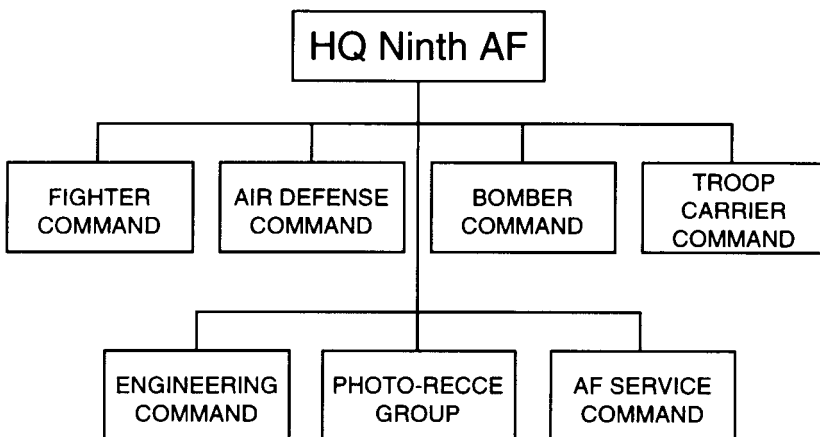 HQ Ninth AF
FIGHTER
COMMAND
AIR DEFENSE
COMMAND
BOMBER
COMMAND
TROOP
CARRIER
COMMAND
ENGINEERING
COMMAND
PHOTO-RECCE
GROUP
AF SERVICE
COMMAND